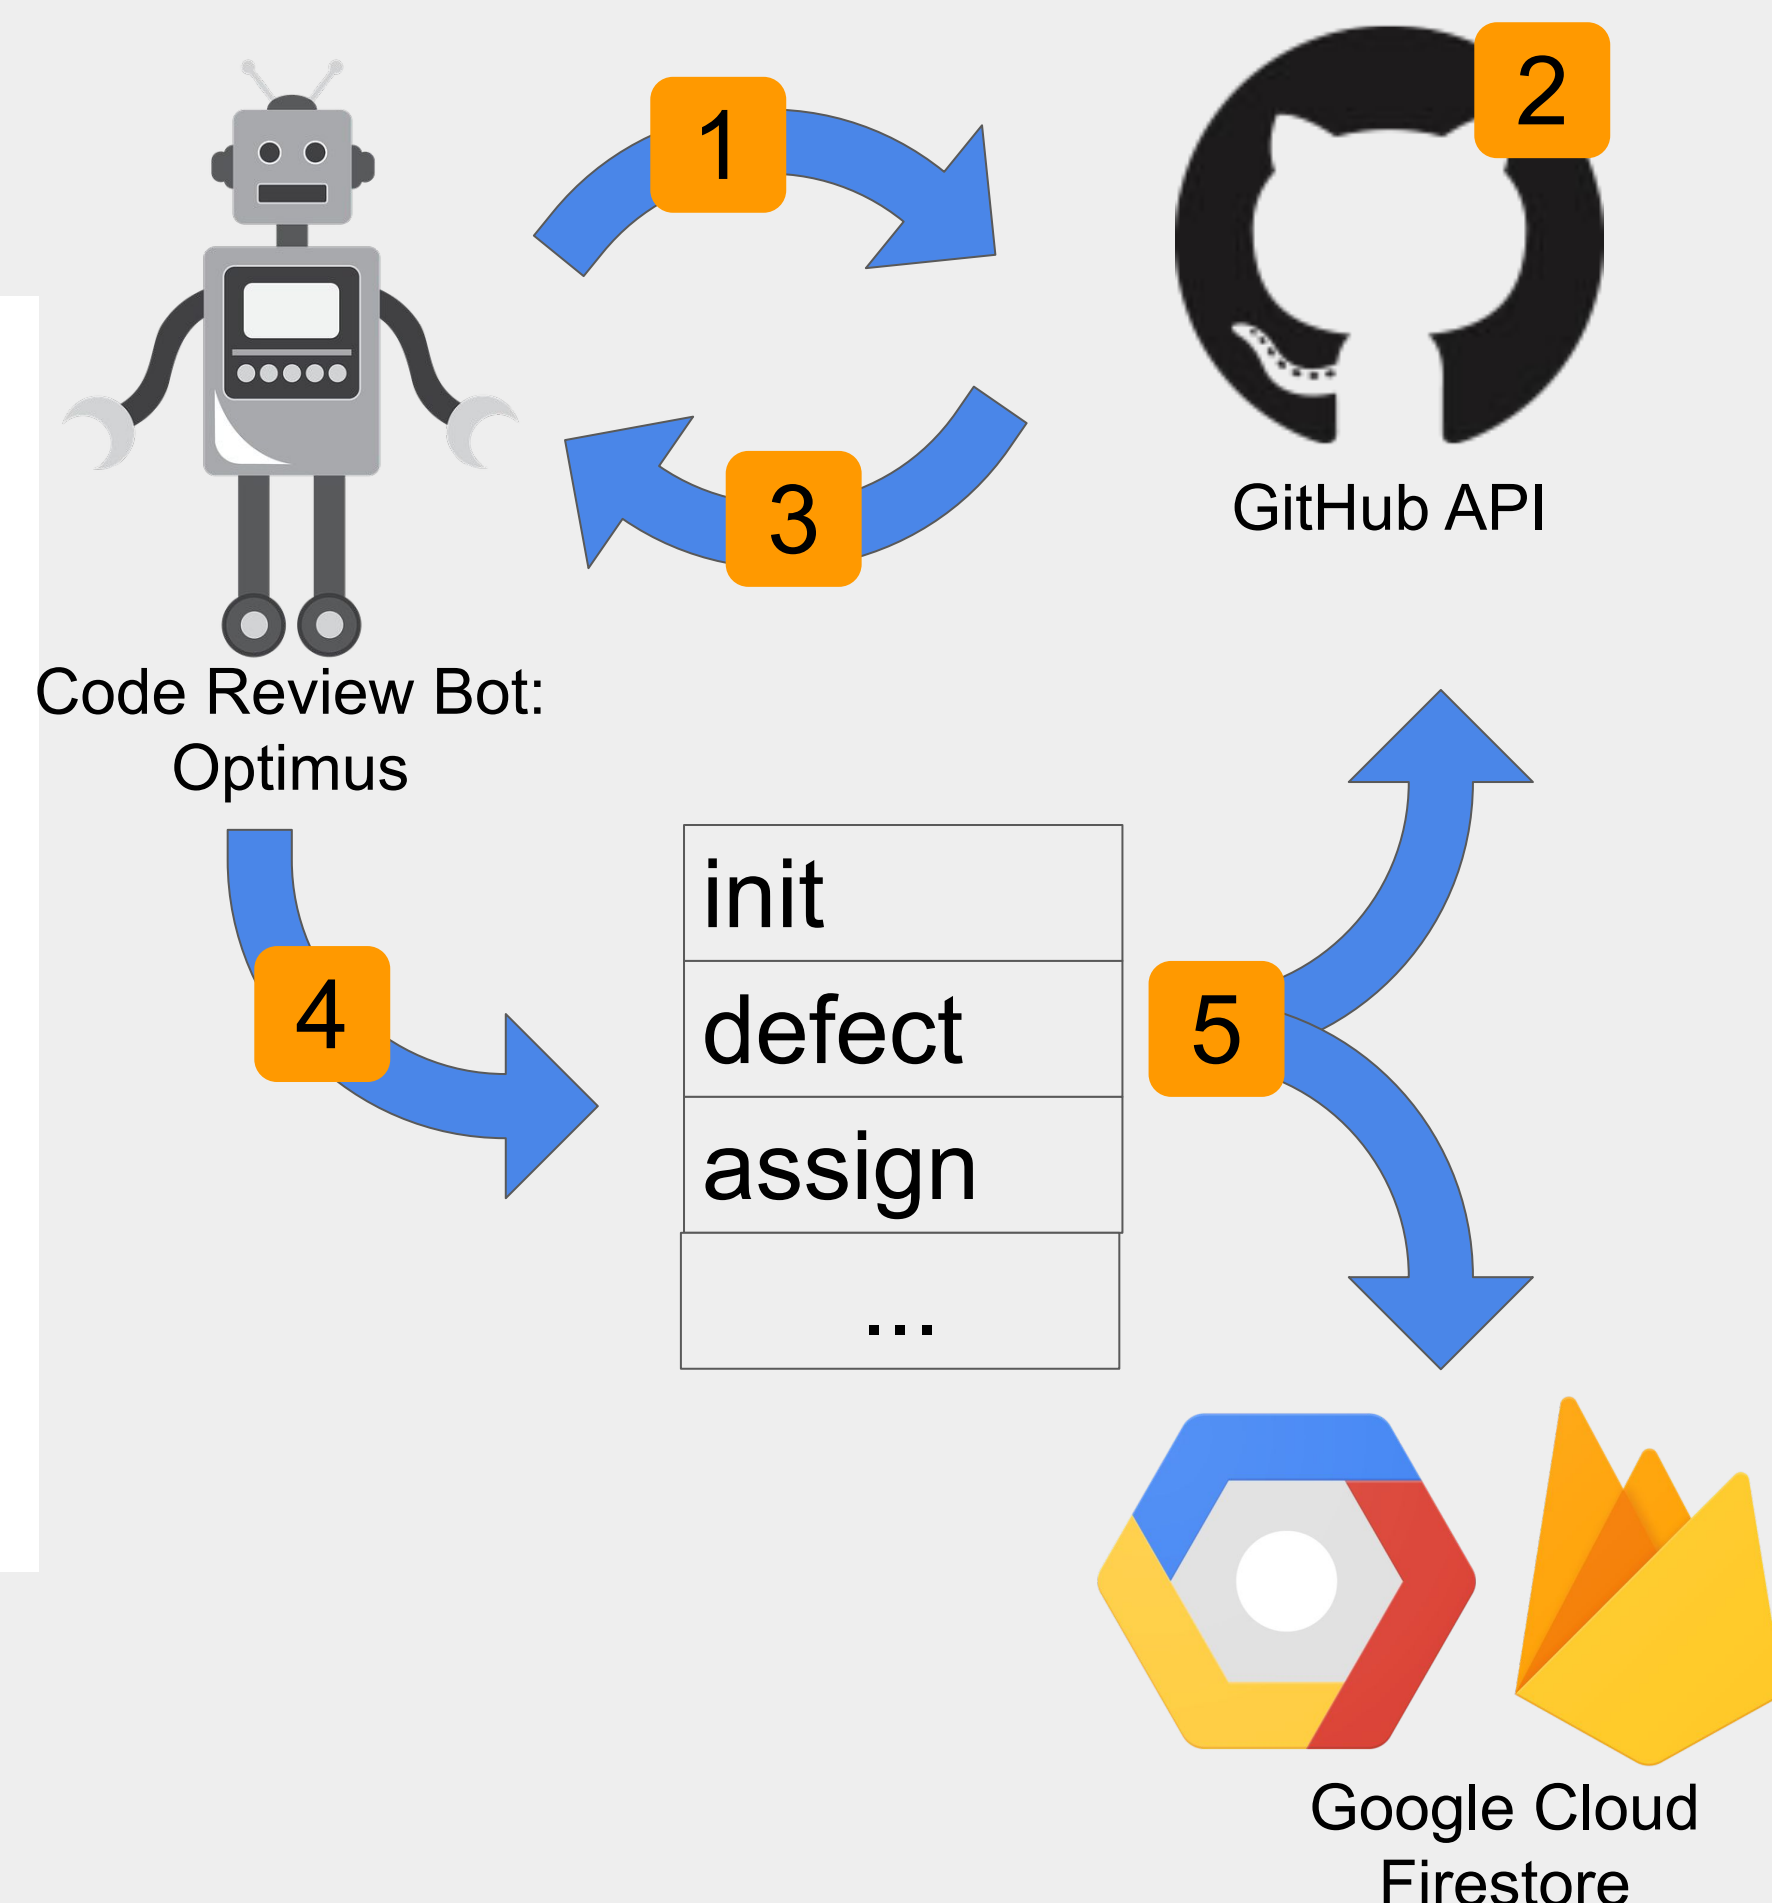 1
2
3
GitHub API
Code Review Bot:
Optimus
init
defect
assign
...
4
5
Google Cloud
Firestore